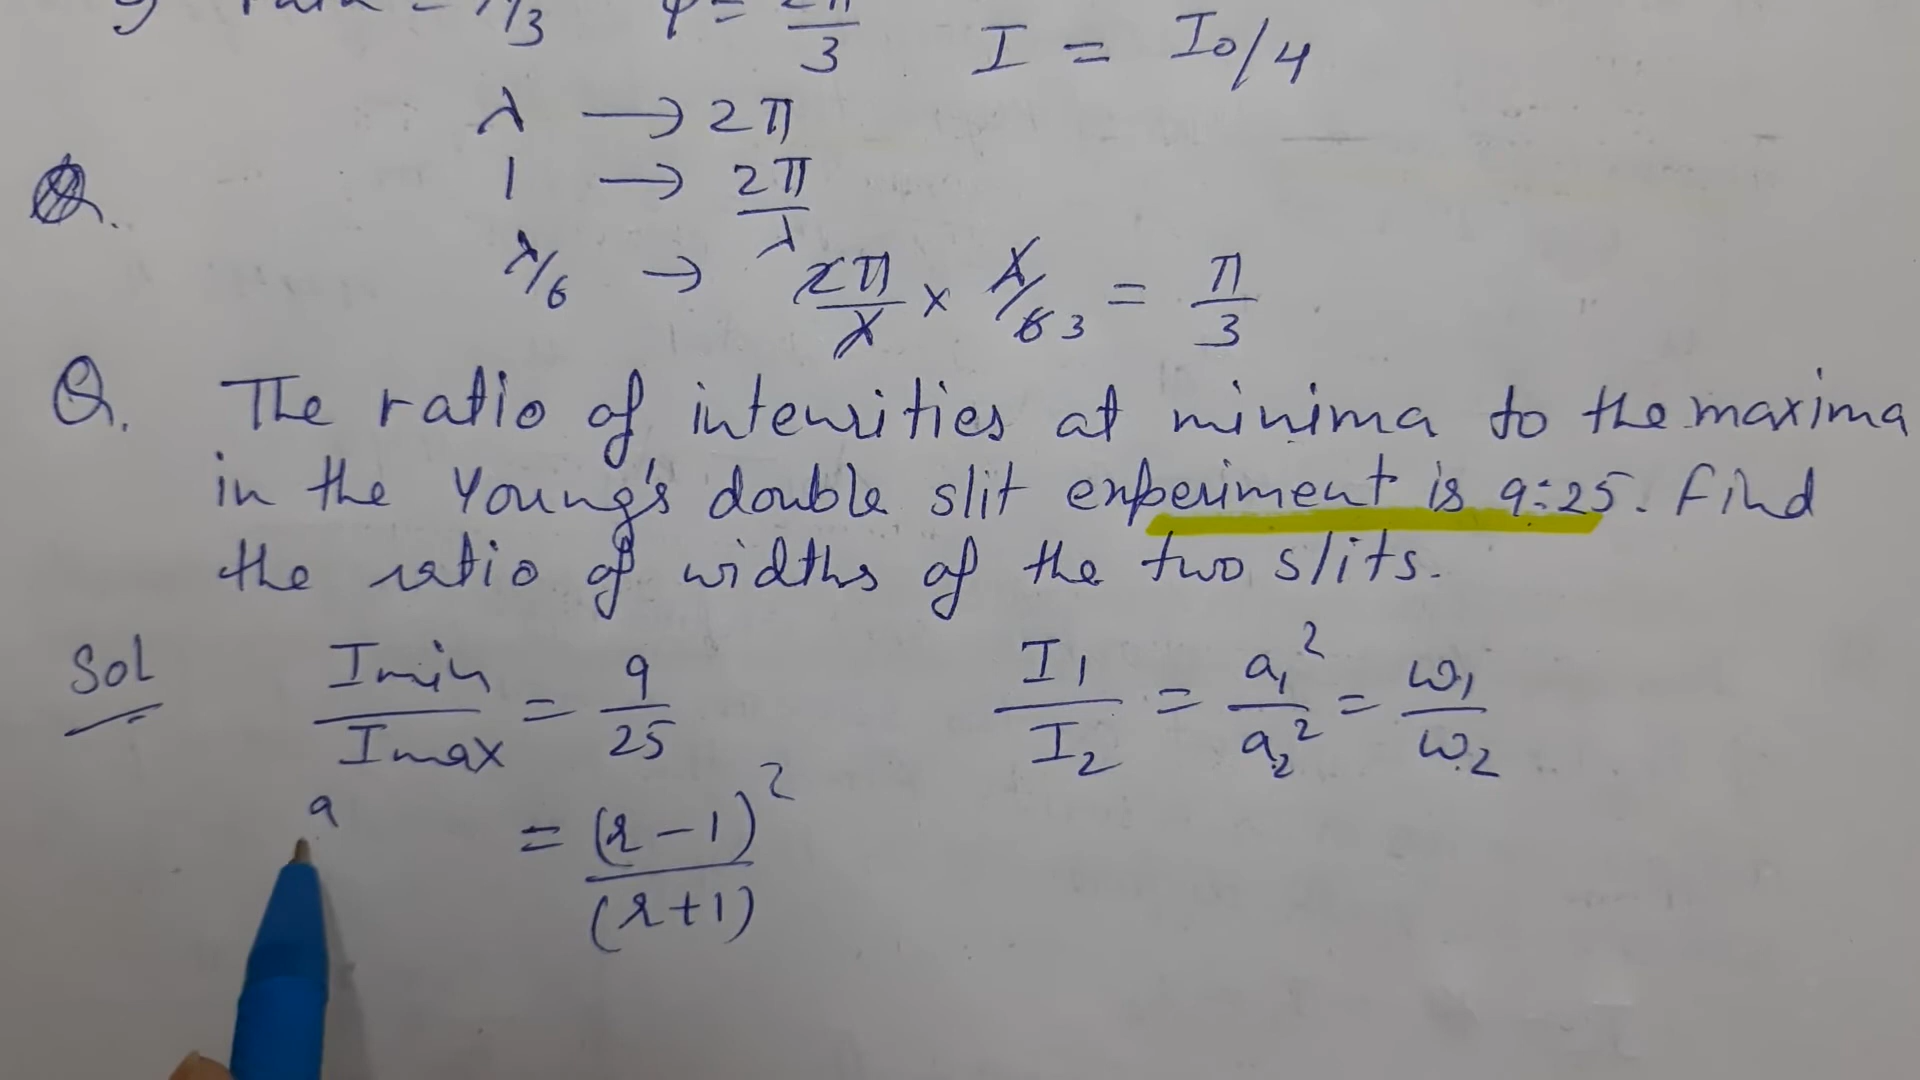 I = I₀/4
3
λ → 2π
1 → 2π/λ
λ/6 → 2π/λ × λ/6 3 = π/3
Q. The ratio of intensities at minima to the maxima
in the Young's double slit experiment is 9:25. Find
the ratio of widths of the two slits.
Sol Imin/Imax = 9/25 I₁/I₂ = a₁²/a₂² = ω₁/ω₂
9 = (r-1)²/(r+1)